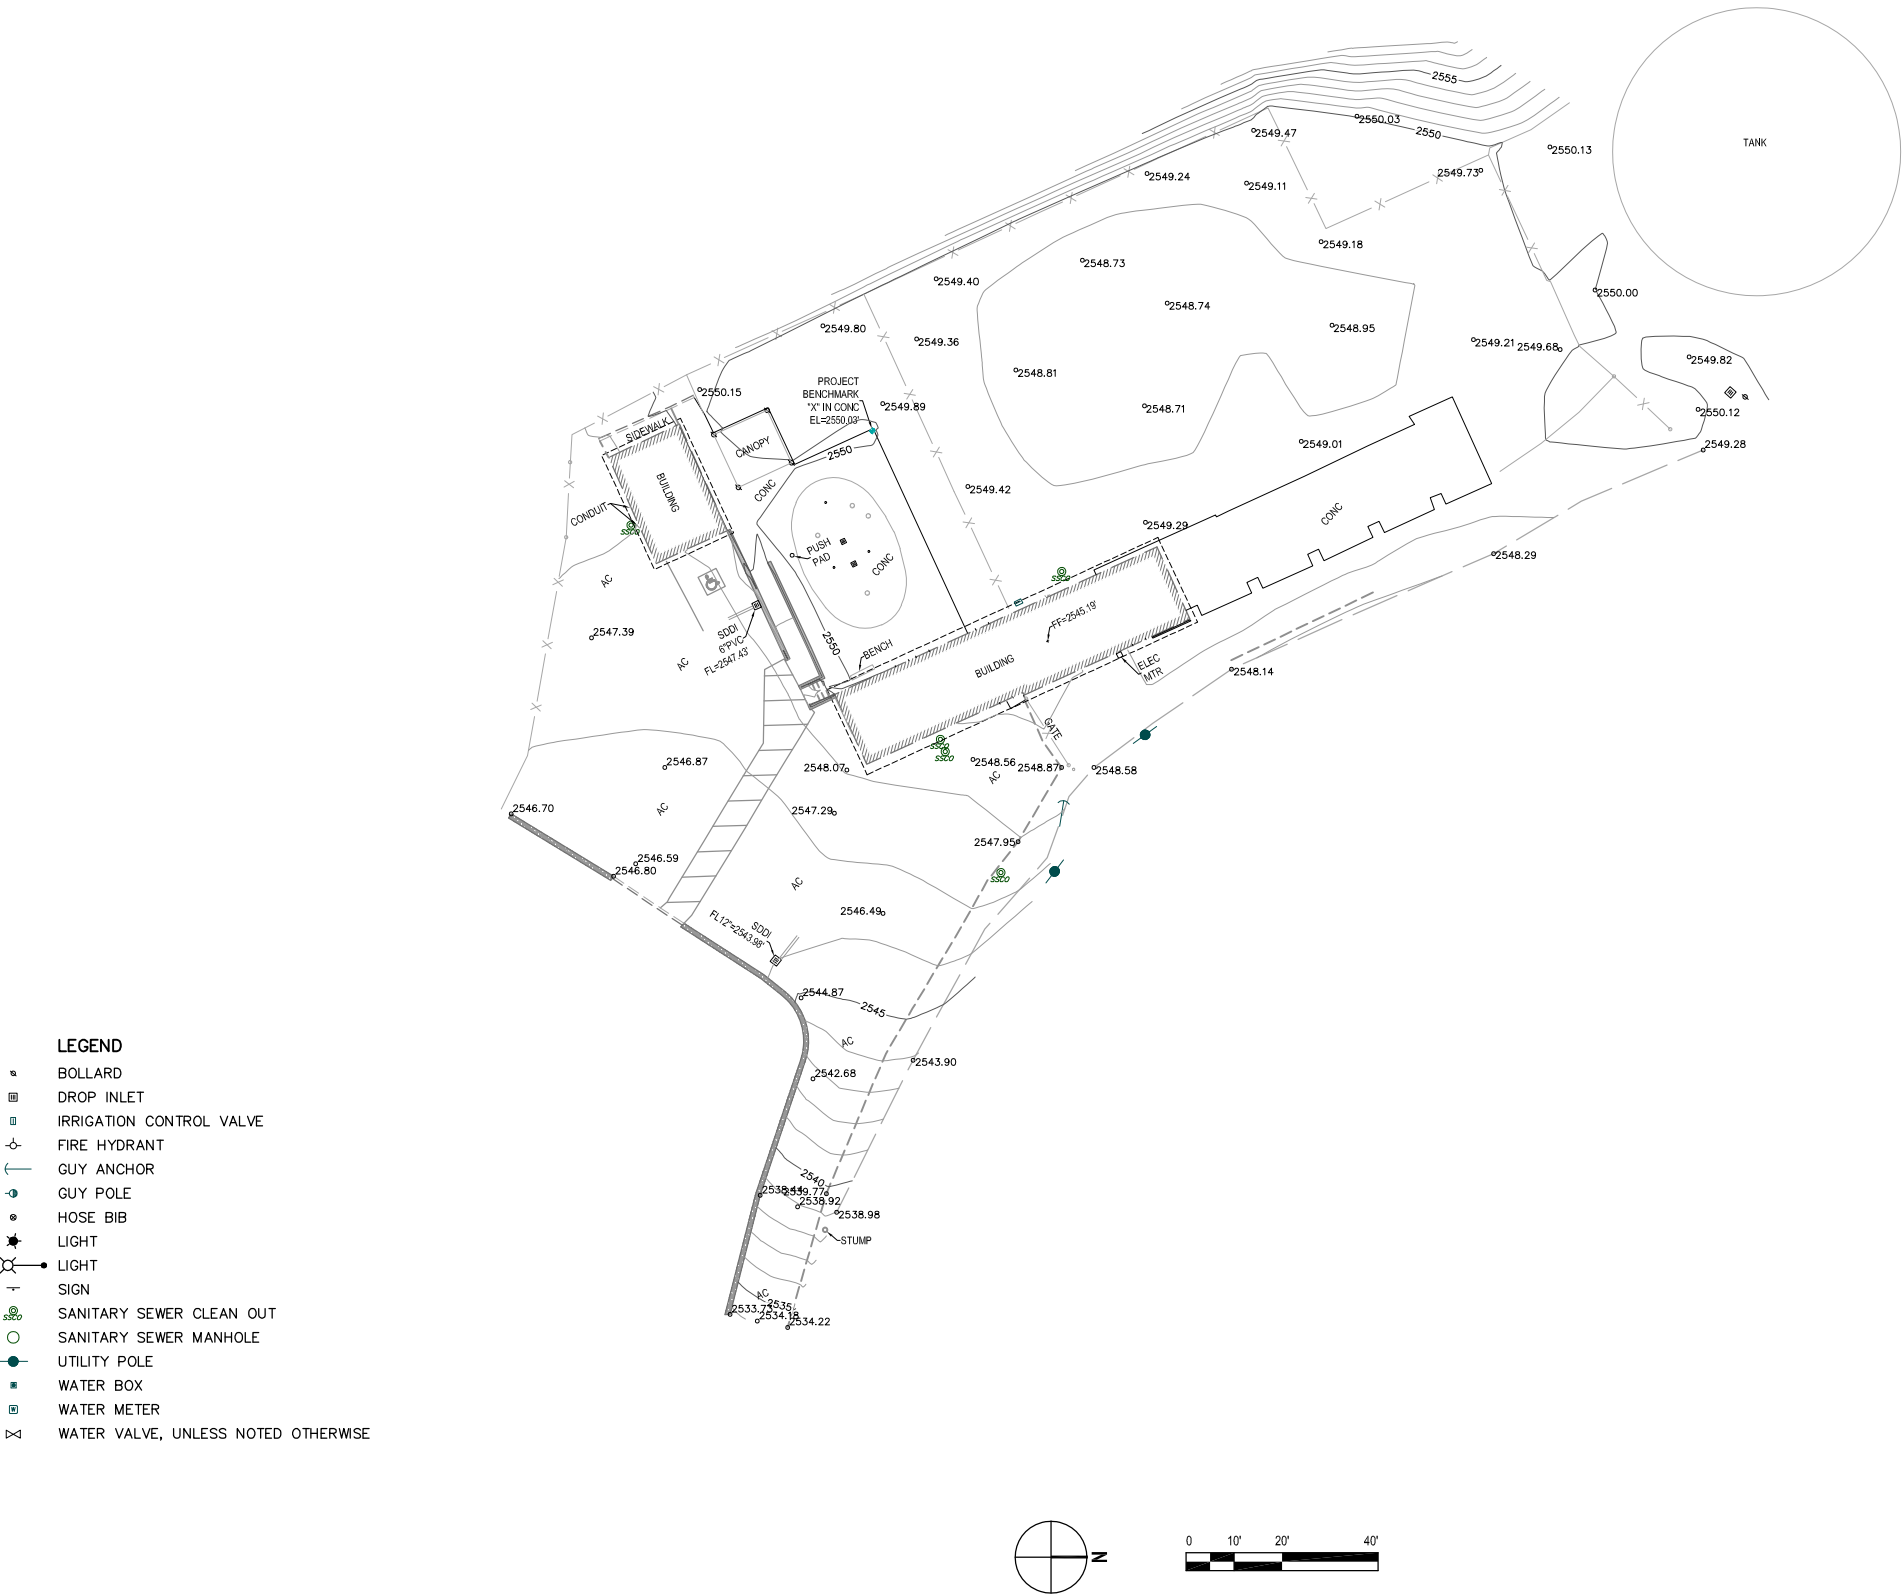 2555
2549.47
2550.03
2550
2550.13
TANK
2549.24
2549.11
2549.73
2549.18
2548.73
2549.40
2548.74
2550.00
2549.80
2549.36
2548.95
2549.21
2549.68
2549.82
2548.81
PROJECT
BENCHMARK
"X" IN CONC
EL=2550.03'
2550.15
2549.89
2548.71
2550.12
SIDEWALK
CANOPY
2550
2549.01
2549.28
BUILDING
CONC
2549.42
CONDUIT
SSCO
2549.29
CONC
2548.29
PUSH
PAD
CONC
AC
SSCO
FF=2545.19'
2547.39
SDDI
6"PVC
FL=2547.43'
2550
BENCH
AC
BUILDING
ELEC
MTR
2548.14
GATE
SSCO
SSCO
2546.87
2548.07
2548.56
2548.87
2548.58
AC
2546.70
AC
2547.29
2547.95
2546.59
2546.80
SSCO
AC
2546.49
SDDI
FL12"=2543.98'
2544.87
2545
AC
2543.90
2542.68
2540
2538.44
2539.77
2538.92
2538.98
STUMP
AC
2535
2533.73
2534.18
2534.22
LEGEND
BOLLARD
DROP INLET
IRRIGATION CONTROL VALVE
FIRE HYDRANT
GUY ANCHOR
GUY POLE
HOSE BIB
LIGHT
LIGHT
SIGN
SSCO SANITARY SEWER CLEAN OUT
SANITARY SEWER MANHOLE
UTILITY POLE
WATER BOX
W WATER METER
WATER VALVE, UNLESS NOTED OTHERWISE
N
0 10' 20' 40'